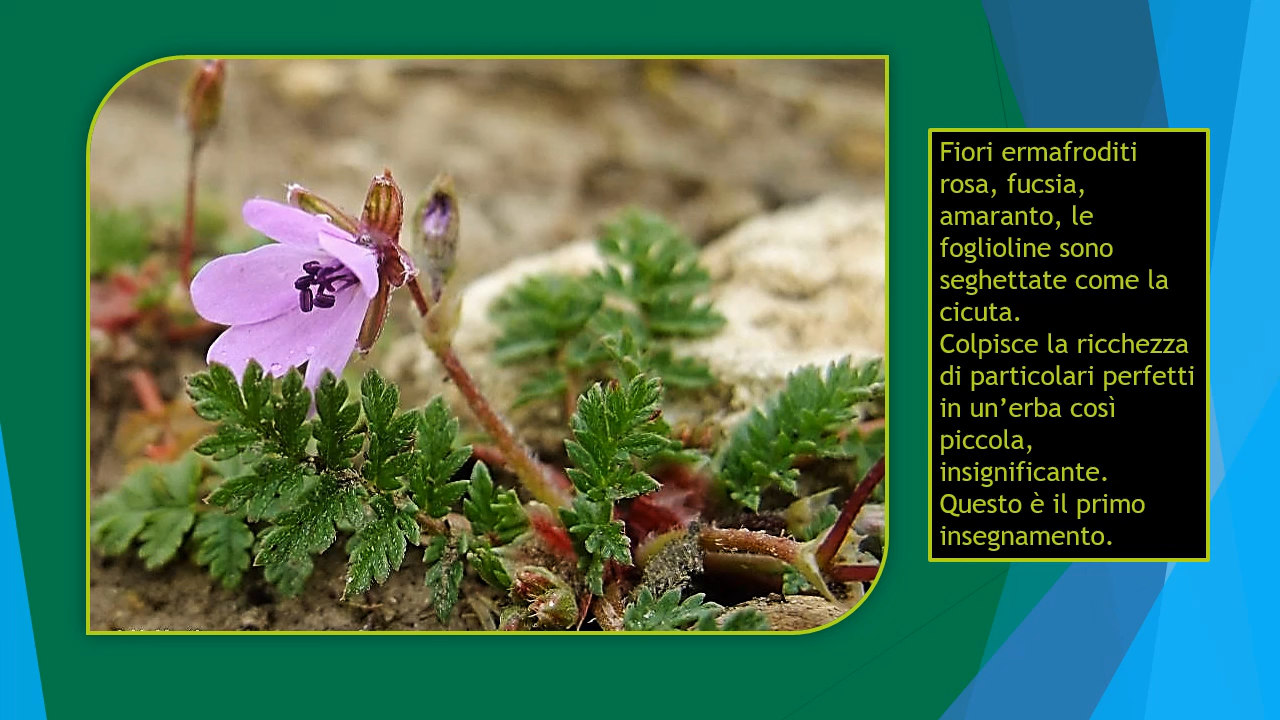 Fiori ermafroditi
rosa, fucsia,
amaranto, le
foglioline sono
seghettate come la
cicuta.
Colpisce la ricchezza
di particolari perfetti
in un’erba così
piccola,
insignificante.
Questo è il primo
insegnamento.